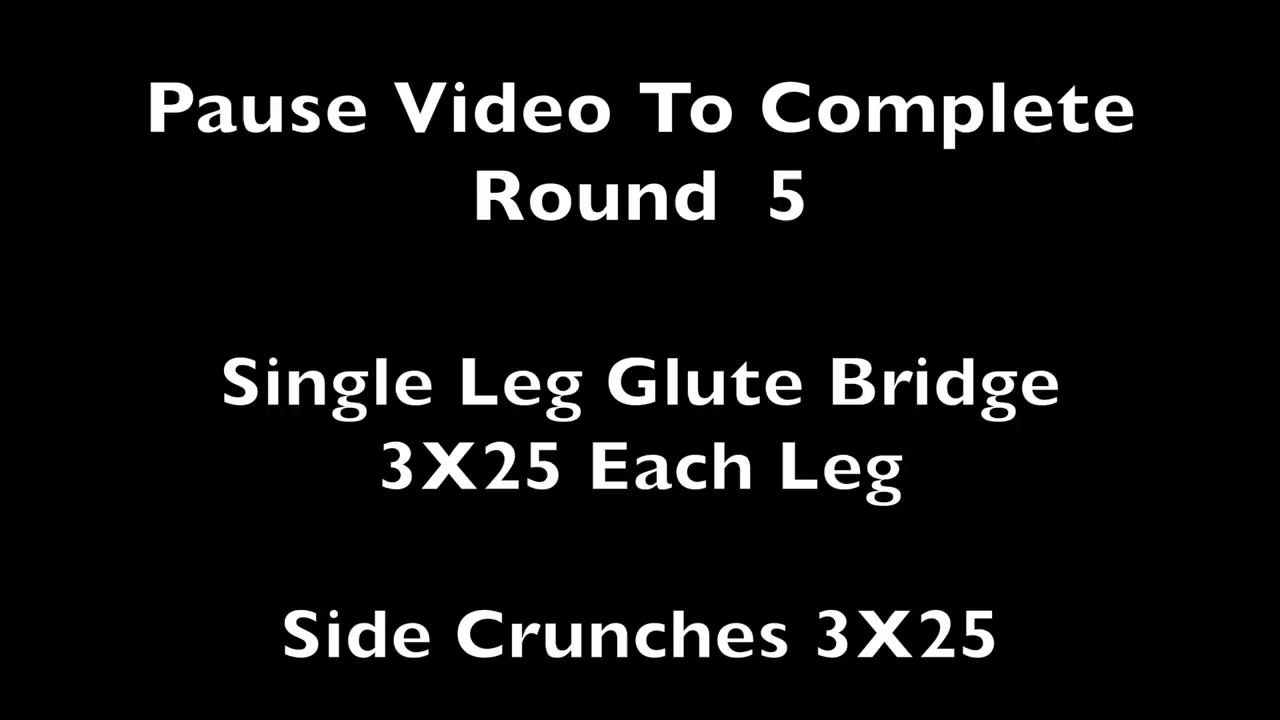 Pause Video To Complete
Round  5
Single Leg Glute Bridge
3X25 Each Leg
Side Crunches 3X25